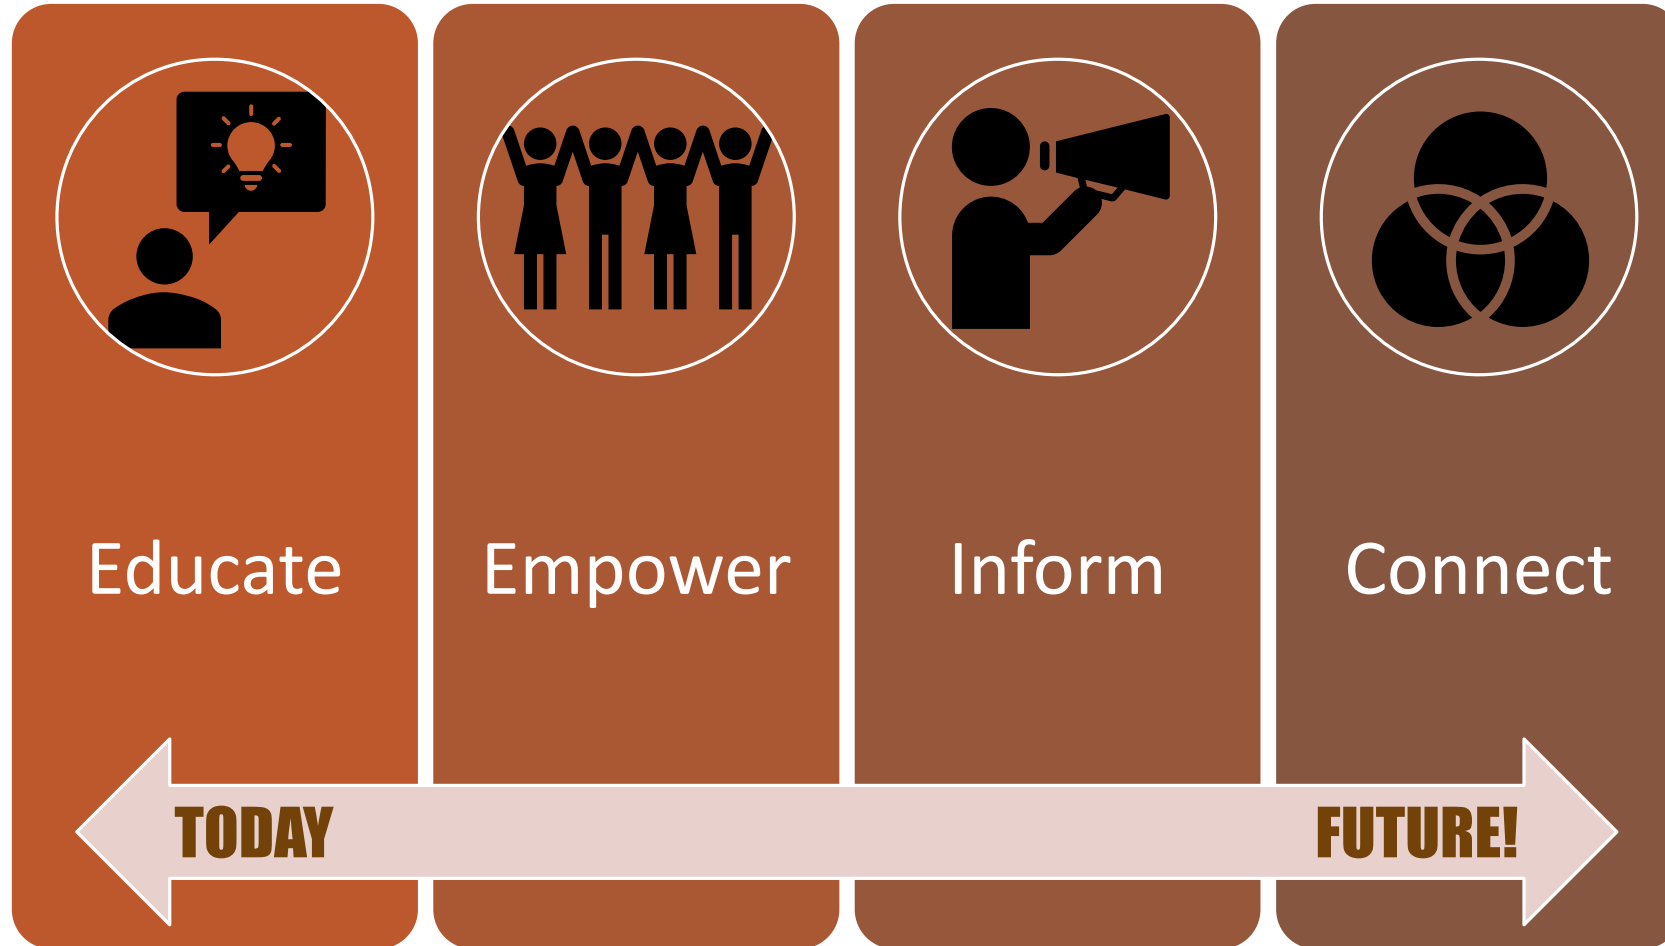 Educate
Empower
Inform
Connect
TODAY
FUTURE!